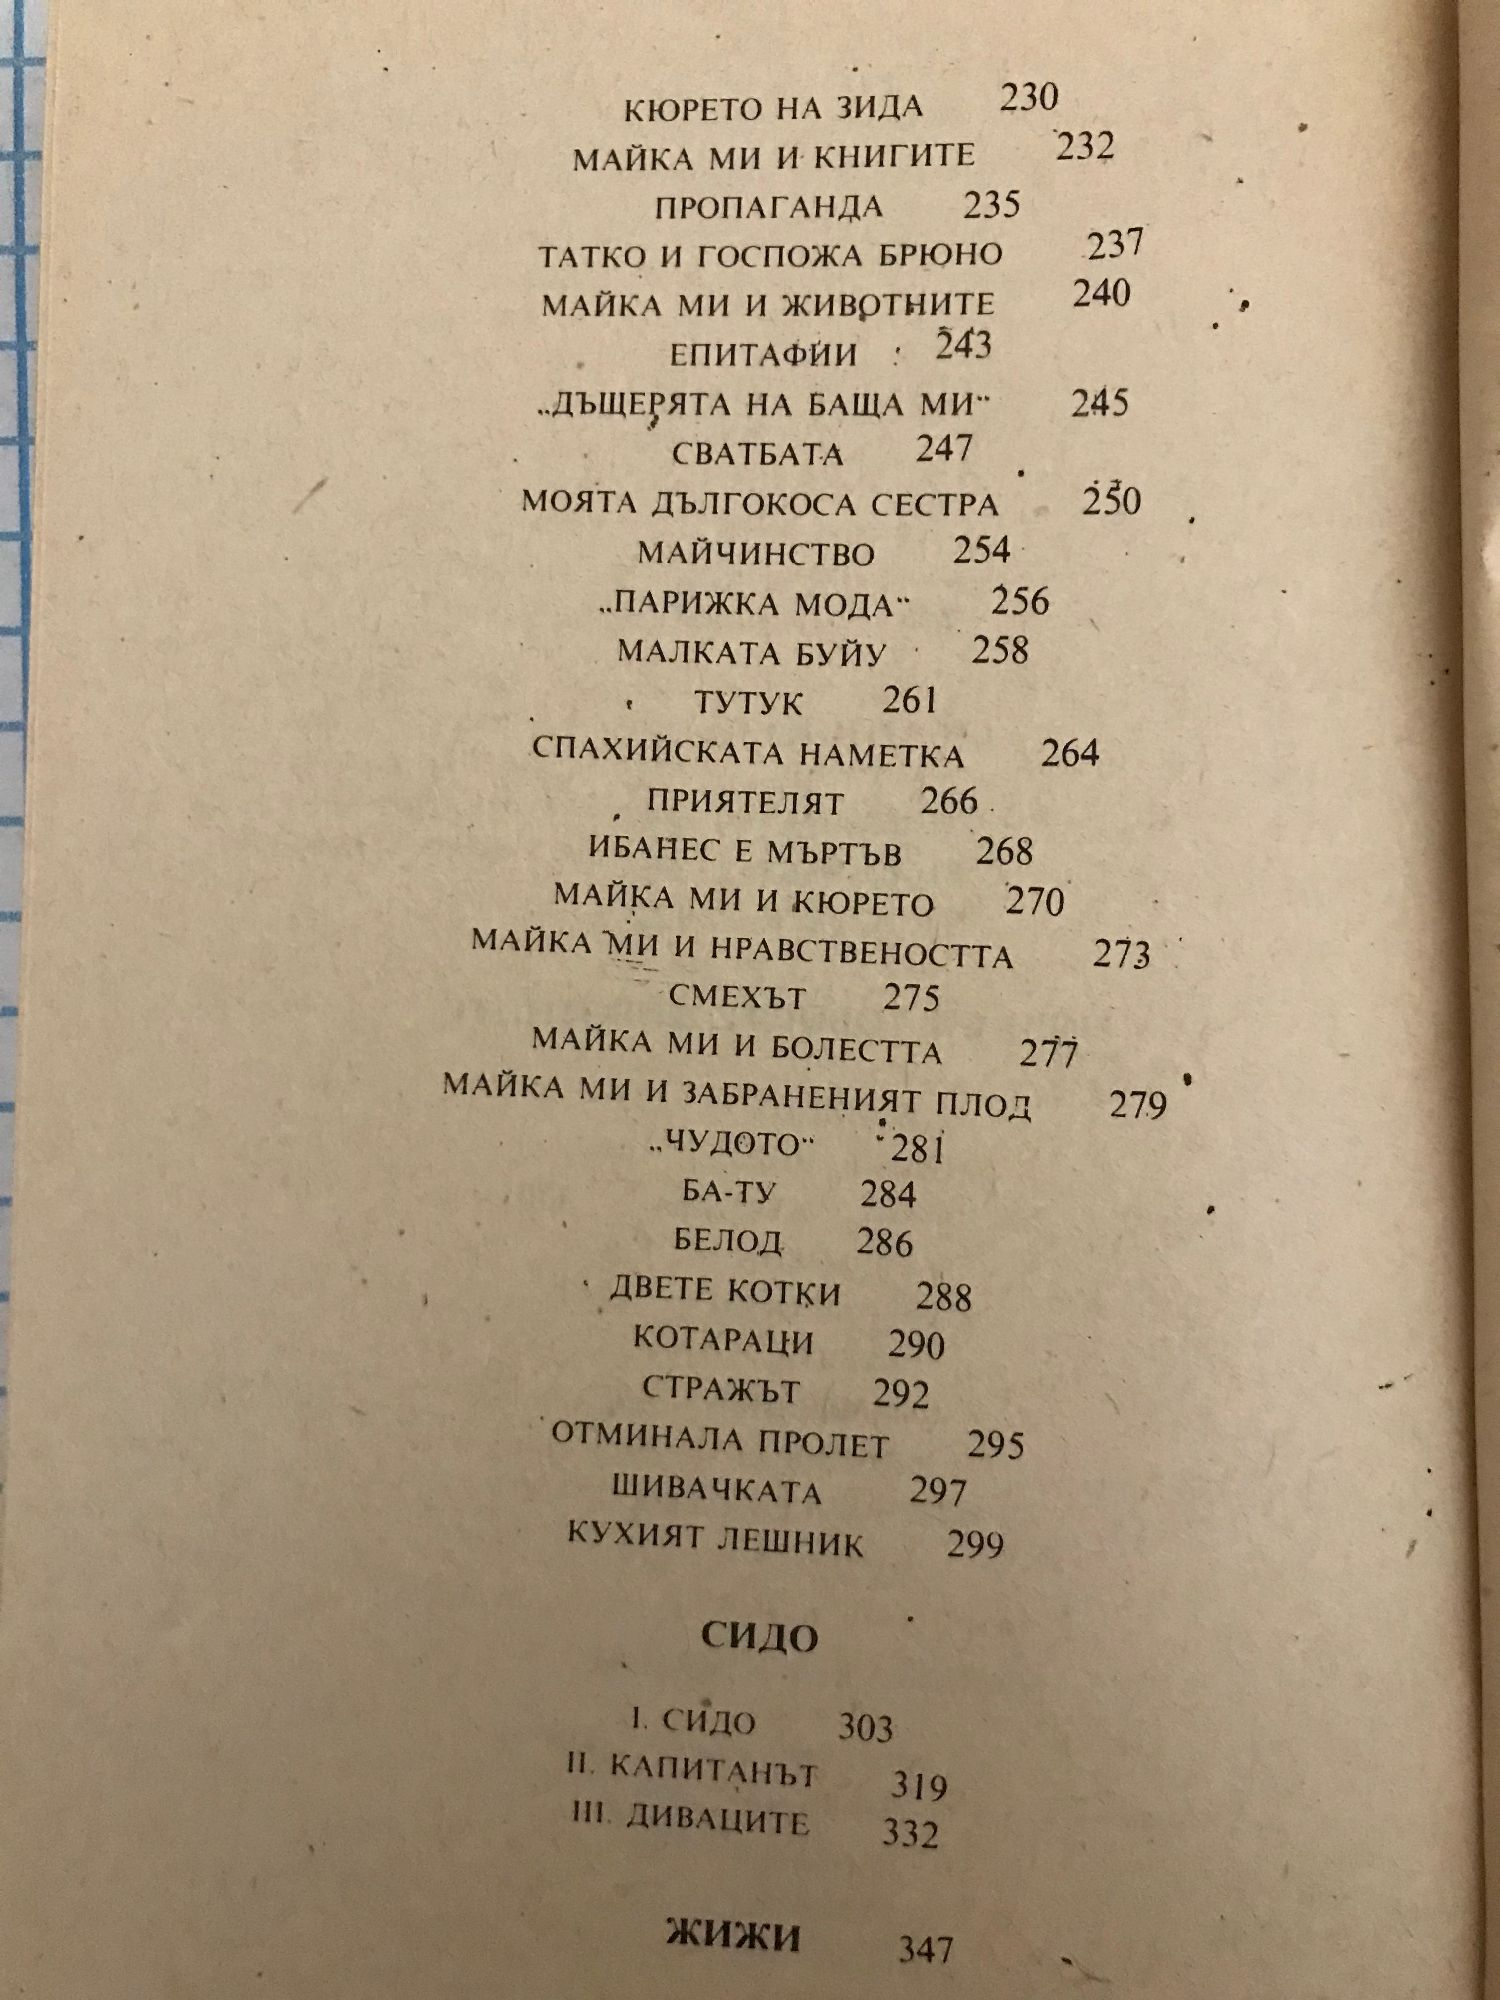 КЮРЕТО НА ЗИДА 230
МАЙКА МИ И КНИГИТЕ 232
ПРОПАГАНДА 235
ТАТКО И ГОСПОЖА БРЮНО 237
МАЙКА МИ И ЖИВОТНИТЕ 240
ЕПИТАФИИ 243
„ДЪЩЕРЯТА НА БАЩА МИ“ 245
СВАТБАТА 247
МОЯТА ДЪЛГОКОСА СЕСТРА 250
МАЙЧИНСТВО 254
„ПАРИЖКА МОДА“ 256
МАЛКАТА БУЙУ 258
ТУТУК 261
СПАХИЙСКАТА НАМЕТКА 264
ПРИЯТЕЛЯТ 266
ИБАНЕС Е МЪРТЪВ 268
МАЙКА МИ И КЮРЕТО 270
МАЙКА МИ И НРАВСТВЕНОСТТА 273
СМЕХЪТ 275
МАЙКА МИ И БОЛЕСТТА 277
МАЙКА МИ И ЗАБРАНЕНИЯТ ПЛОД 279
„ЧУДОТО“ 281
БА-ТУ 284
БЕЛОД 286
ДВЕТЕ КОТКИ 288
КОТАРАЦИ 290
СТРАЖЪТ 292
ОТМИНАЛА ПРОЛЕТ 295
ШИВАЧКАТА 297
КУХИЯТ ЛЕШНИК 299
СИДО
I. СИДО 303
II. КАПИТАНЪТ 319
III. ДИВАЦИТЕ 332
ЖИЖИ 347